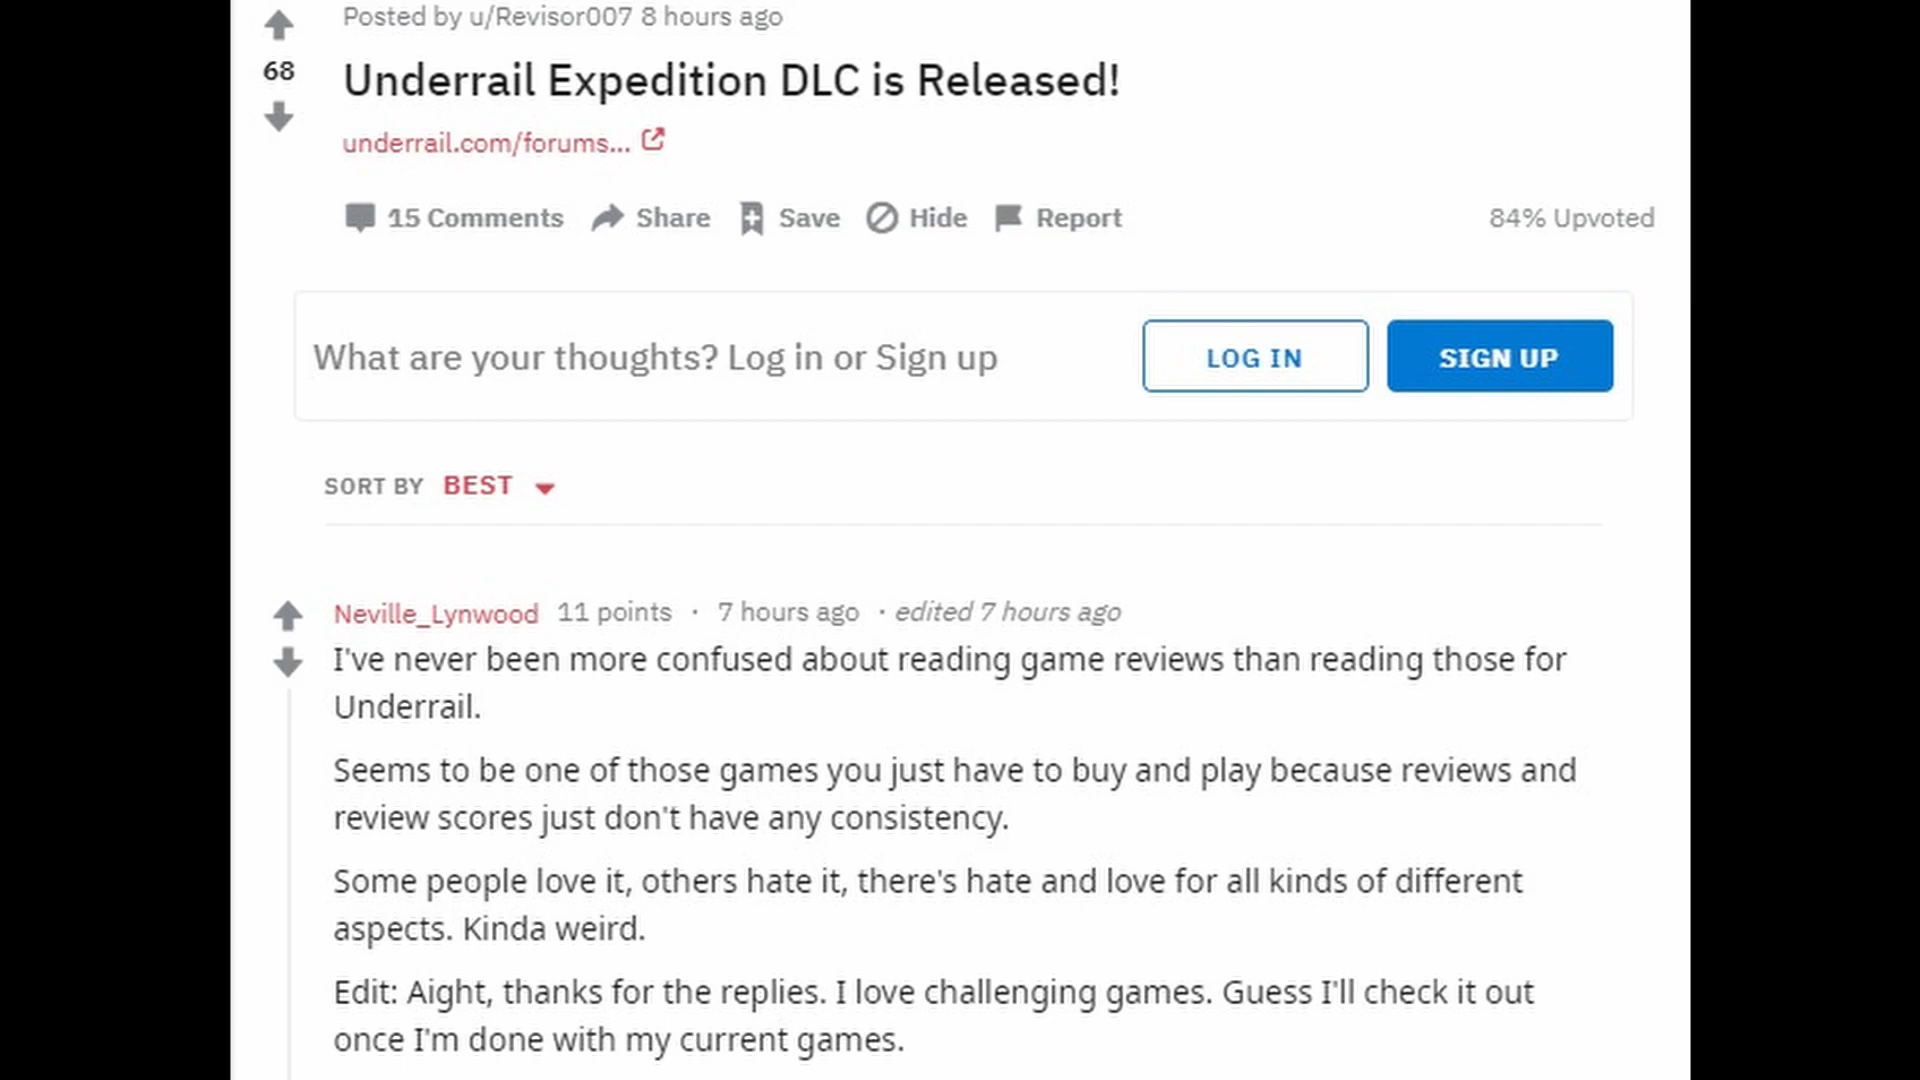 Posted by u/Revisor007 8 hours ago
68
Underrail Expedition DLC is Released!
underrail.com/forums...
15 Comments Share Save Hide Report 84% Upvoted
What are your thoughts? Log in or Sign up LOG IN SIGN UP
SORT BY BEST
Neville_Lynwood 11 points · 7 hours ago · edited 7 hours ago
I've never been more confused about reading game reviews than reading those for
Underrail.
Seems to be one of those games you just have to buy and play because reviews and
review scores just don't have any consistency.
Some people love it, others hate it, there's hate and love for all kinds of different
aspects. Kinda weird.
Edit: Aight, thanks for the replies. I love challenging games. Guess I'll check it out
once I'm done with my current games.